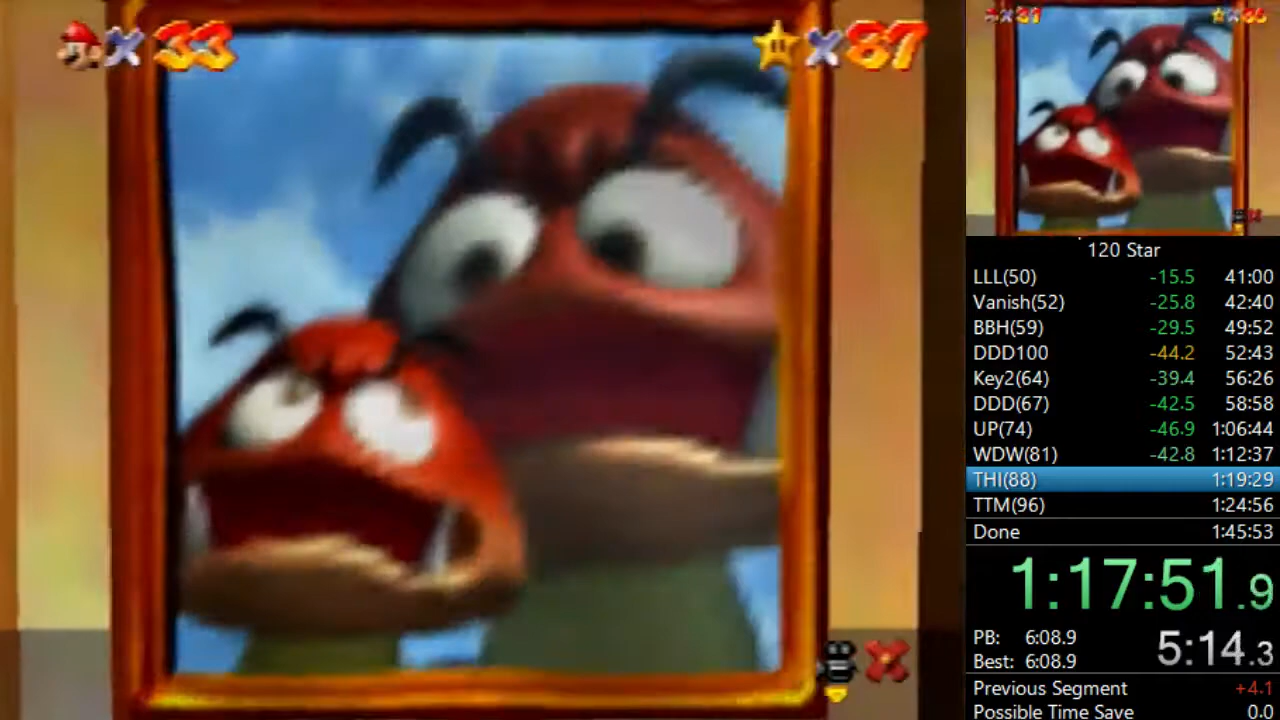 × 33
× 87
120 Star
LLL(50) -15.5 41:00
Vanish(52) -25.8 42:40
BBH(59) -29.5 49:52
DDD100 -44.2 52:43
Key2(64) -39.4 56:26
DDD(67) -42.5 58:58
UP(74) -46.9 1:06:44
WDW(81) -42.8 1:12:37
THI(88) 1:19:29
TTM(96) 1:24:56
Done 1:45:53
1:17:51.9
PB: 6:08.9
Best: 6:08.9
5:14.3
Previous Segment +4.1
Possible Time Save 0.0